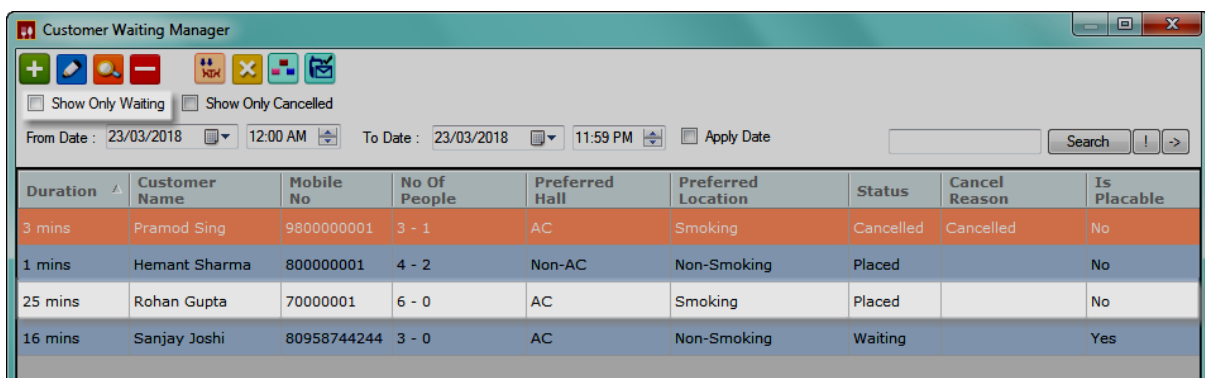 Customer Waiting Manager
Show Only Waiting Show Only Cancelled
From Date : 23/03/2018 12:00 AM To Date : 23/03/2018 11:59 PM Apply Date Search ! ->
Duration Customer Name Mobile No No Of People Preferred Hall Preferred Location Status Cancel Reason Is Placable
3 mins Pramod Sing 9800000001 3 - 1 AC Smoking Cancelled Cancelled No
1 mins Hemant Sharma 800000001 4 - 2 Non-AC Non-Smoking Placed No
25 mins Rohan Gupta 70000001 6 - 0 AC Smoking Placed No
16 mins Sanjay Joshi 80958744244 3 - 0 AC Non-Smoking Waiting Yes